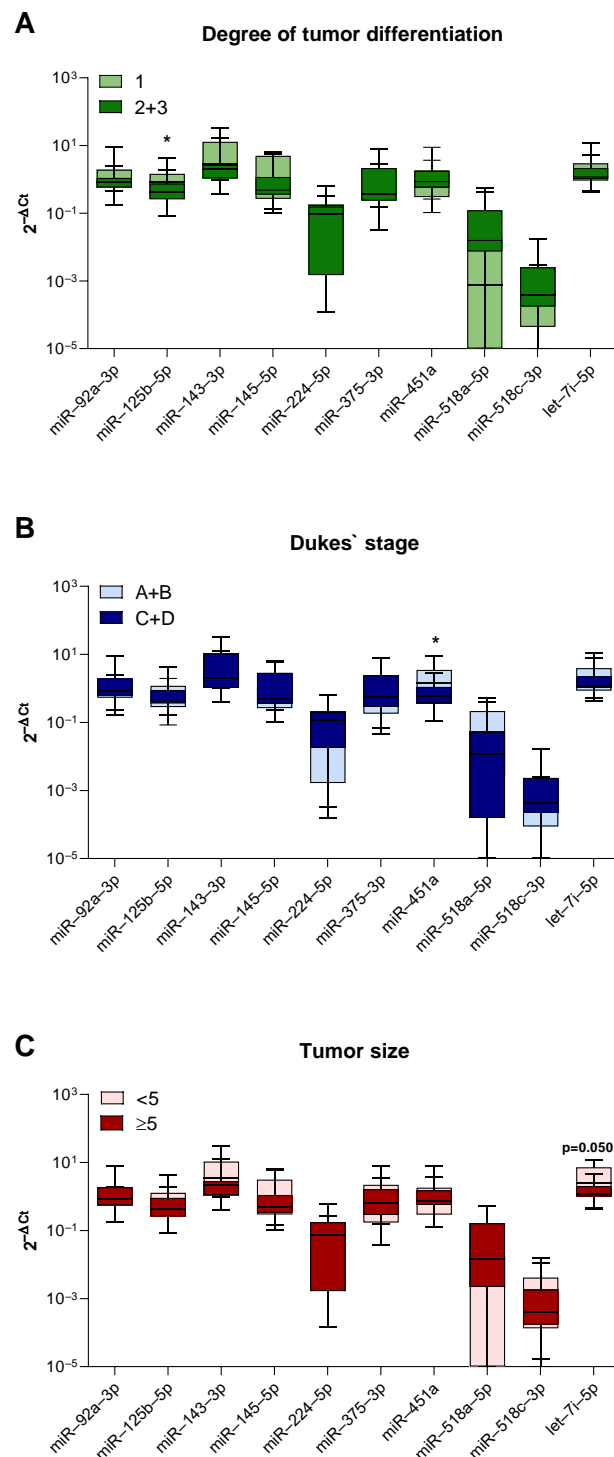 A
Degree of tumor differentiation
1
2+3
*
2⁻ΔCt
10³
10¹
10⁻¹
10⁻³
10⁻⁵
miR−92a−3p
miR−125b−5p
miR−143−3p
miR−145−5p
miR−224−5p
miR−375−3p
miR−451a
miR−518a−5p
miR−518c−3p
let−7i−5p
B
Dukes` stage
A+B
C+D
*
2⁻ΔCt
10³
10¹
10⁻¹
10⁻³
10⁻⁵
miR−92a−3p
miR−125b−5p
miR−143−3p
miR−145−5p
miR−224−5p
miR−375−3p
miR−451a
miR−518a−5p
miR−518c−3p
let−7i−5p
C
Tumor size
<5
≥5
p=0.050
2⁻ΔCt
10³
10¹
10⁻¹
10⁻³
10⁻⁵
miR−92a−3p
miR−125b−5p
miR−143−3p
miR−145−5p
miR−224−5p
miR−375−3p
miR−451a
miR−518a−5p
miR−518c−3p
let−7i−5p